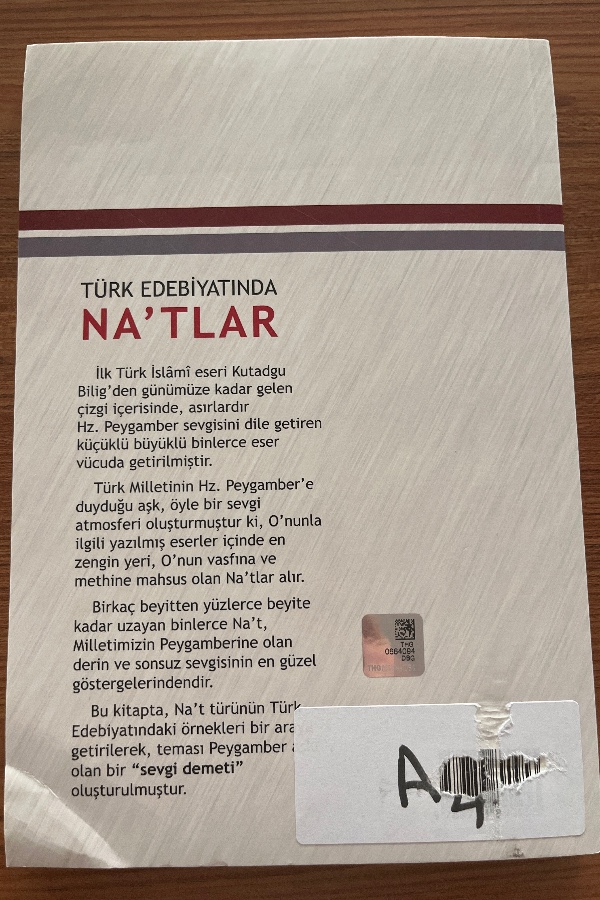 TÜRK EDEBİYATINDA
NA'TLAR
İlk Türk İslâmî eseri Kutadgu
Bilig'den günümüze kadar gelen
çizgi içerisinde, asırlardır
Hz. Peygamber sevgisini dile getiren
küçüklü büyüklü binlerce eser
vücuda getirilmiştir.
Türk Milletinin Hz. Peygamber'e
duyduğu aşk, öyle bir sevgi
atmosferi oluşturmuştur ki, O'nunla
ilgili yazılmış eserler içinde en
zengin yeri, O'nun vasfına ve
methine mahsus olan Na'tlar alır.
Birkaç beyitten yüzlerce beyite
kadar uzayan binlerce Na't,
Milletimizin Peygamberine olan
derin ve sonsuz sevgisinin en güzel
göstergelerindendir.
Bu kitapta, Na't türünün Türk
Edebiyatındaki örnekleri bir
getirilerek, teması Peygamber
olan bir "sevgi demeti"
oluşturulmuştur.
THG
0664094
THG
A4